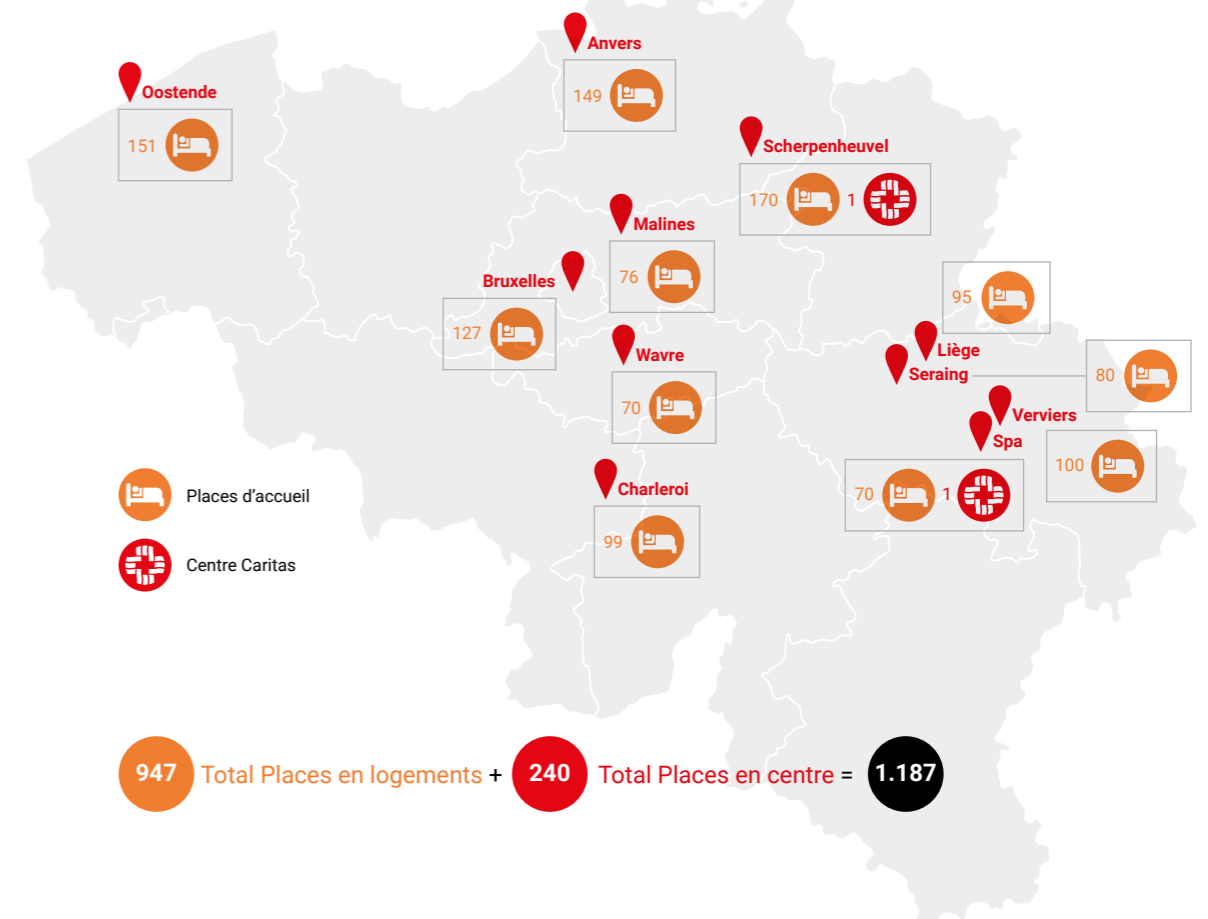 Anvers
149
Oostende
151
Scherpenheuvel
170 1
Malines
76
Bruxelles
127
95
Liège
Seraing
80
Wavre
70
Verviers
100
Spa
70 1
Charleroi
99
Places d'accueil
Centre Caritas
947 Total Places en logements + 240 Total Places en centre = 1.187